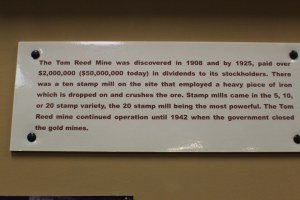 The Tom Reed Mine was discovered in 1908 and by 1925, paid over
$2,000,000 ($50,000,000 today) in dividends to its stockholders. There
was a ten stamp mill on the site that employed a heavy piece of iron
which is dropped on and crushes the ore. Stamp mills came in the 5, 10,
or 20 stamp variety, the 20 stamp mill being the most powerful. The Tom
Reed mine continued operation until 1942 when the government closed
the gold mines.